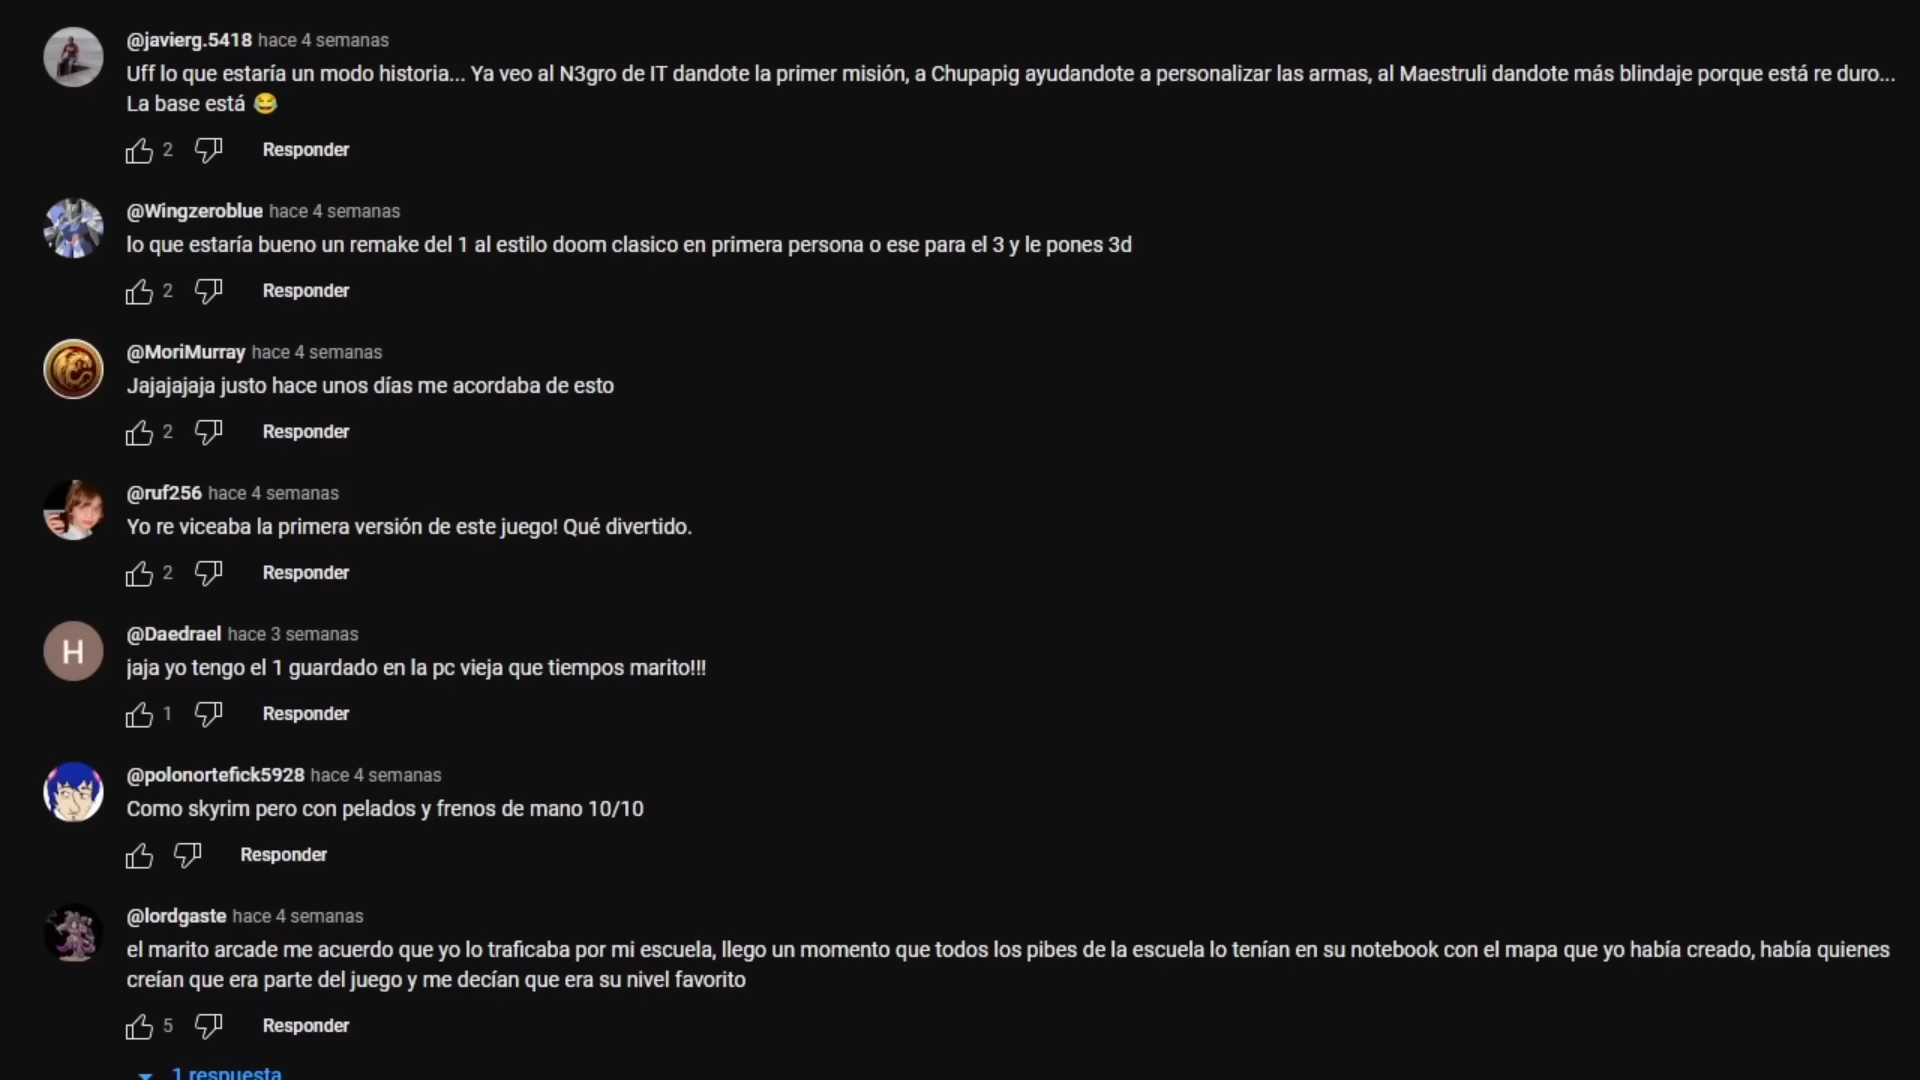 @javierg.5418 hace 4 semanas
Uff lo que estaría un modo historia... Ya veo al N3gro de IT dandote la primer misión, a Chupapig ayudandote a personalizar las armas, al Maestruli dandote más blindaje porque está re duro...
La base está 😂
2 Responder
@Wingzeroblue hace 4 semanas
lo que estaría bueno un remake del 1 al estilo doom clasico en primera persona o ese para el 3 y le pones 3d
2 Responder
@MoriMurray hace 4 semanas
Jajajajaja justo hace unos días me acordaba de esto
2 Responder
@ruf256 hace 4 semanas
Yo re viceaba la primera versión de este juego! Qué divertido.
2 Responder
H
@Daedrael hace 3 semanas
jaja yo tengo el 1 guardado en la pc vieja que tiempos marito!!!
1 Responder
@polonortefick5928 hace 4 semanas
Como skyrim pero con pelados y frenos de mano 10/10
Responder
@lordgaste hace 4 semanas
el marito arcade me acuerdo que yo lo traficaba por mi escuela, llego un momento que todos los pibes de la escuela lo tenían en su notebook con el mapa que yo había creado, había quienes
creían que era parte del juego y me decían que era su nivel favorito
5 Responder
1 respuesta